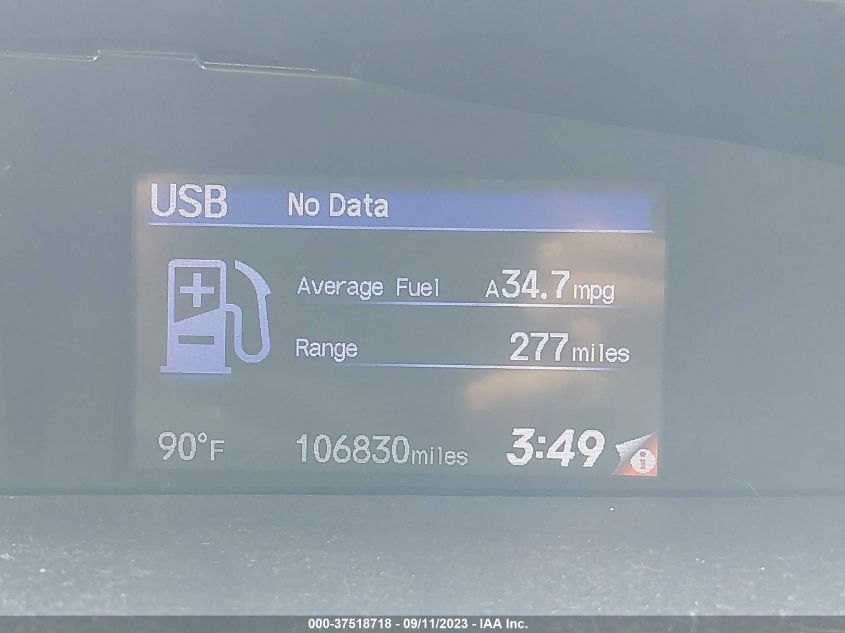 USB No Data
Average Fuel A34.7mpg
Range 277miles
90°F 106830miles 3:49 i
000-37518718 - 09/11/2023 - IAA Inc.